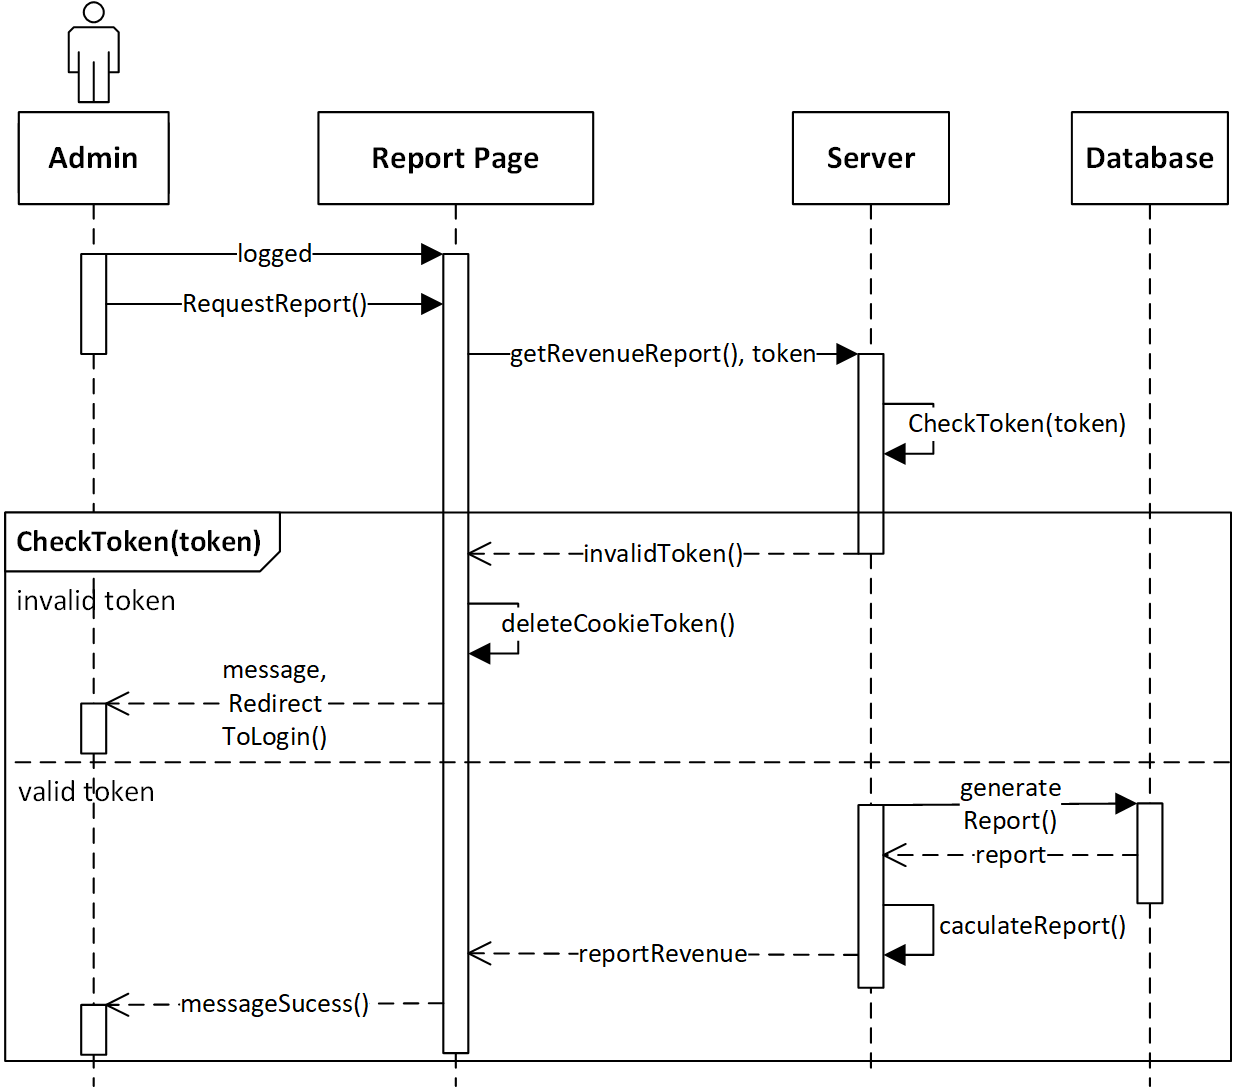 Admin
Report Page
Server
Database
logged
RequestReport()
getRevenueReport(), token
CheckToken(token)
CheckToken(token)
invalidToken()
invalid token
deleteCookieToken()
message,
Redirect
ToLogin()
valid token
generate
Report()
report
caculateReport()
reportRevenue
messageSucess()